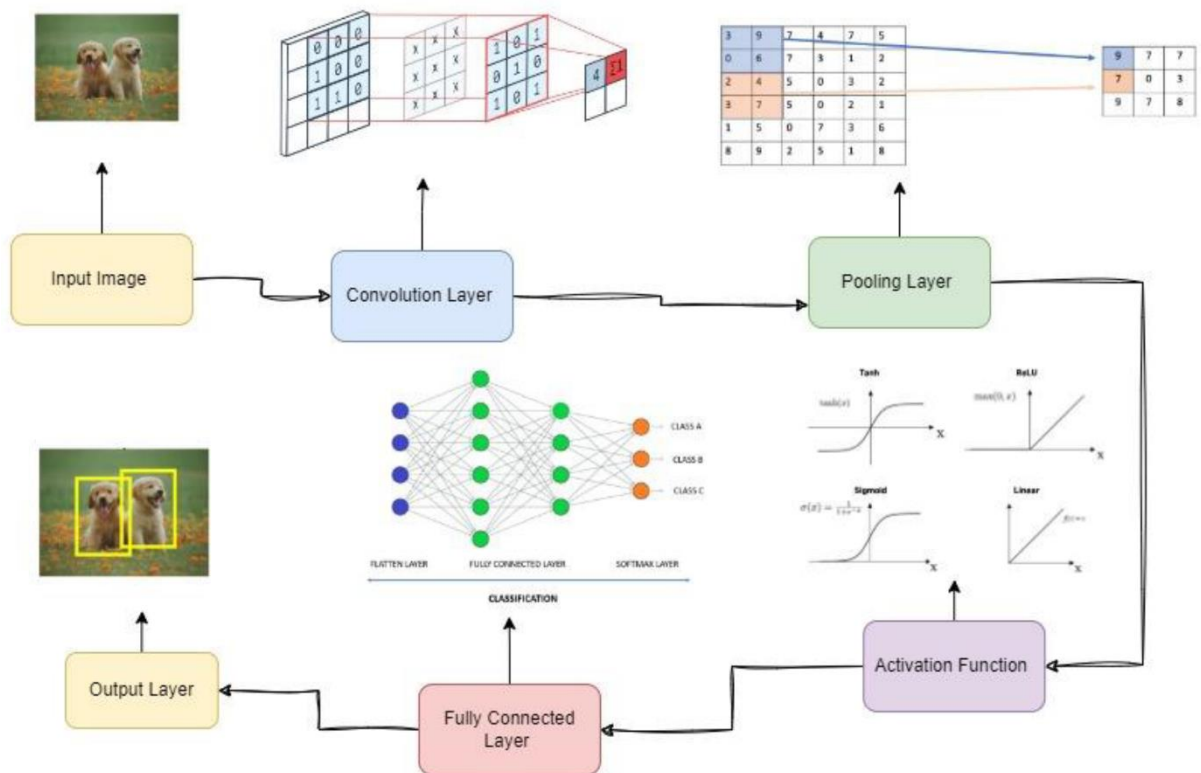 0 0 0
1 0 0
1 1 0
x x x
x x x
x x x
1 0 1
0 1 0
1 0 1
4 Σ1
3 9 7 4 7 5
0 6 7 3 1 2
2 4 5 0 3 2
3 7 5 0 2 1
1 5 0 7 3 6
8 9 2 5 1 8
9 7 7
7 0 3
9 7 8
Input Image
Convolution Layer
Pooling Layer
CLASS A
CLASS B
CLASS C
FLATTEN LAYER FULLY CONNECTED LAYER SOFTMAX LAYER
CLASSIFICATION
Tanh
tanh(x)
X
ReLU
max(0, x)
X
Sigmoid
X
Linear
X
Activation Function
Fully Connected
Layer
Output Layer